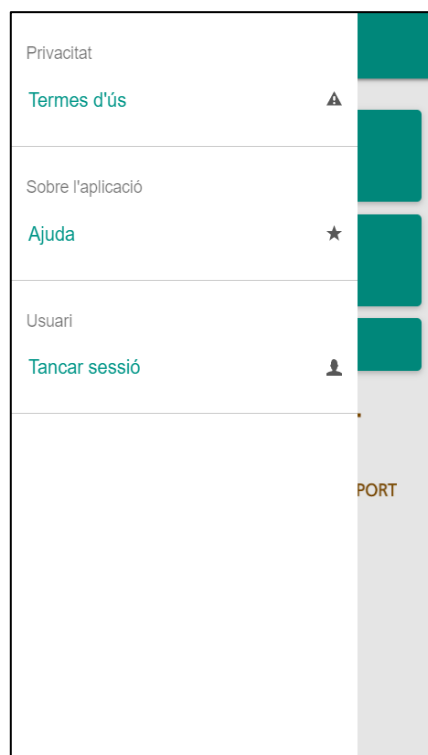 Privacitat
Termes d'ús
Sobre l'aplicació
Ajuda
Usuari
Tancar sessió
PORT